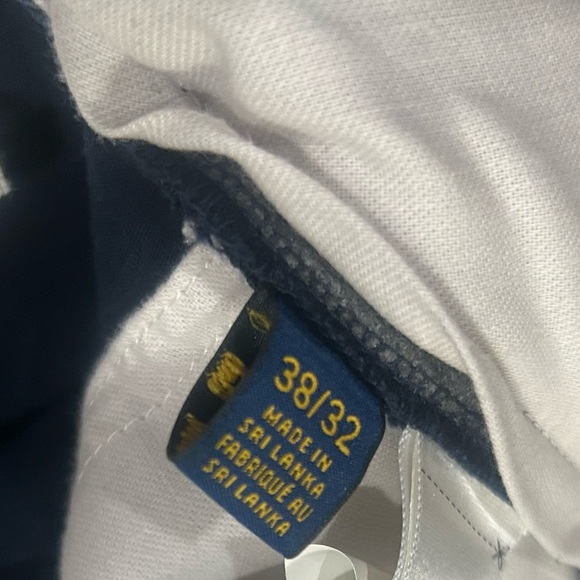 38/32
MADE IN
SRI LANKA
FABRIQUÉ AU
SRI LANKA